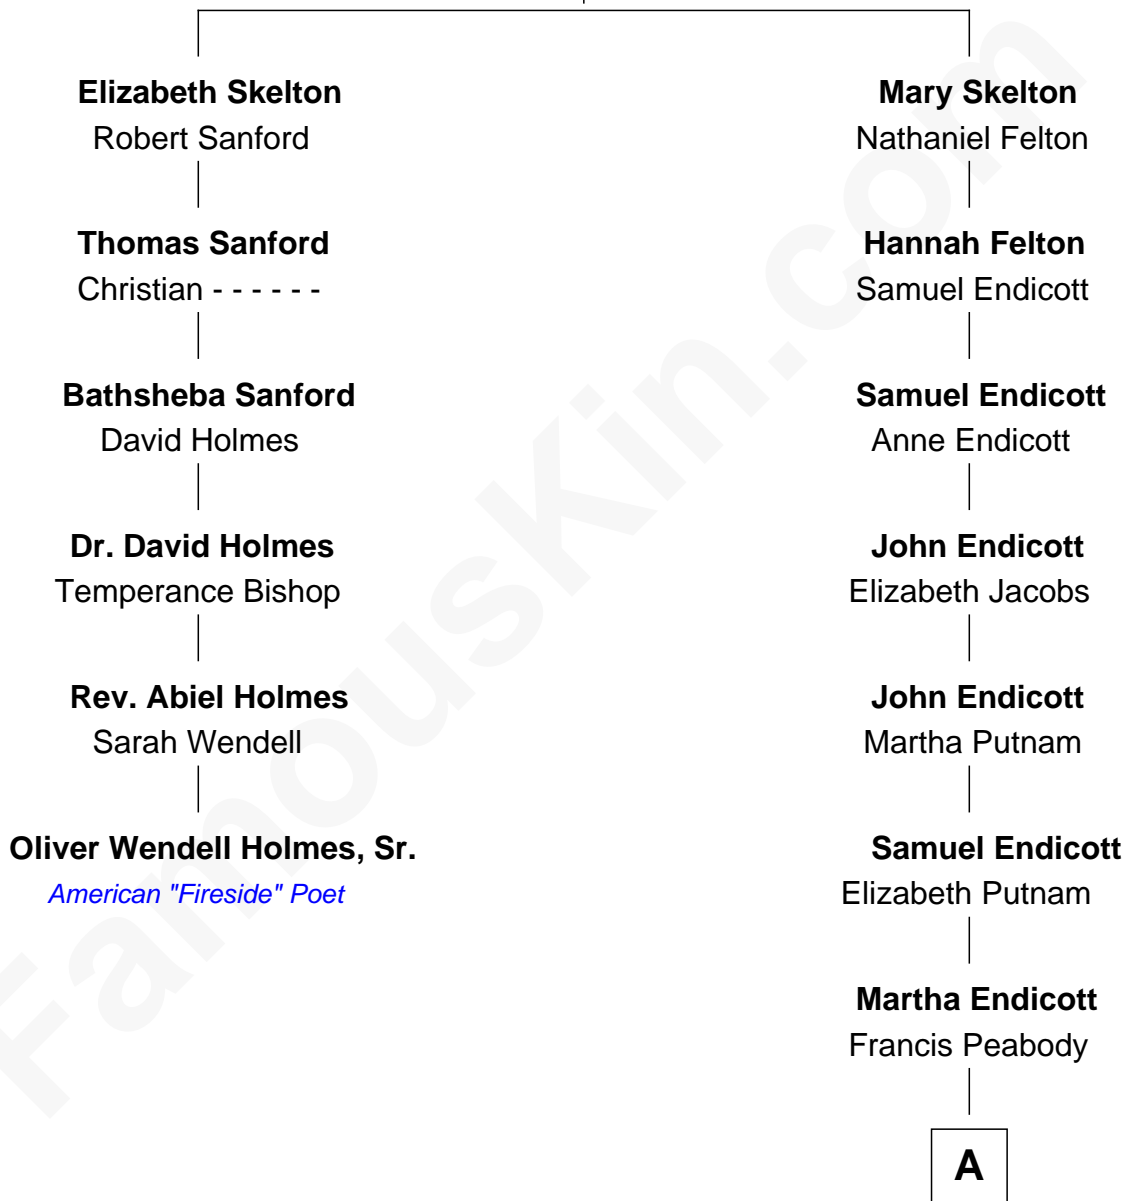 Elizabeth Skelton
Robert Sanford
Thomas Sanford
Christian - - - - - -
Bathsheba Sanford
David Holmes
Dr. David Holmes
Temperance Bishop
Rev. Abiel Holmes
Sarah Wendell
Oliver Wendell Holmes, Sr.
American "Fireside" Poet
Mary Skelton
Nathaniel Felton
Hannah Felton
Samuel Endicott
Samuel Endicott
Anne Endicott
John Endicott
Elizabeth Jacobs
John Endicott
Martha Putnam
Samuel Endicott
Elizabeth Putnam
Martha Endicott
Francis Peabody
A
FamousKin.com